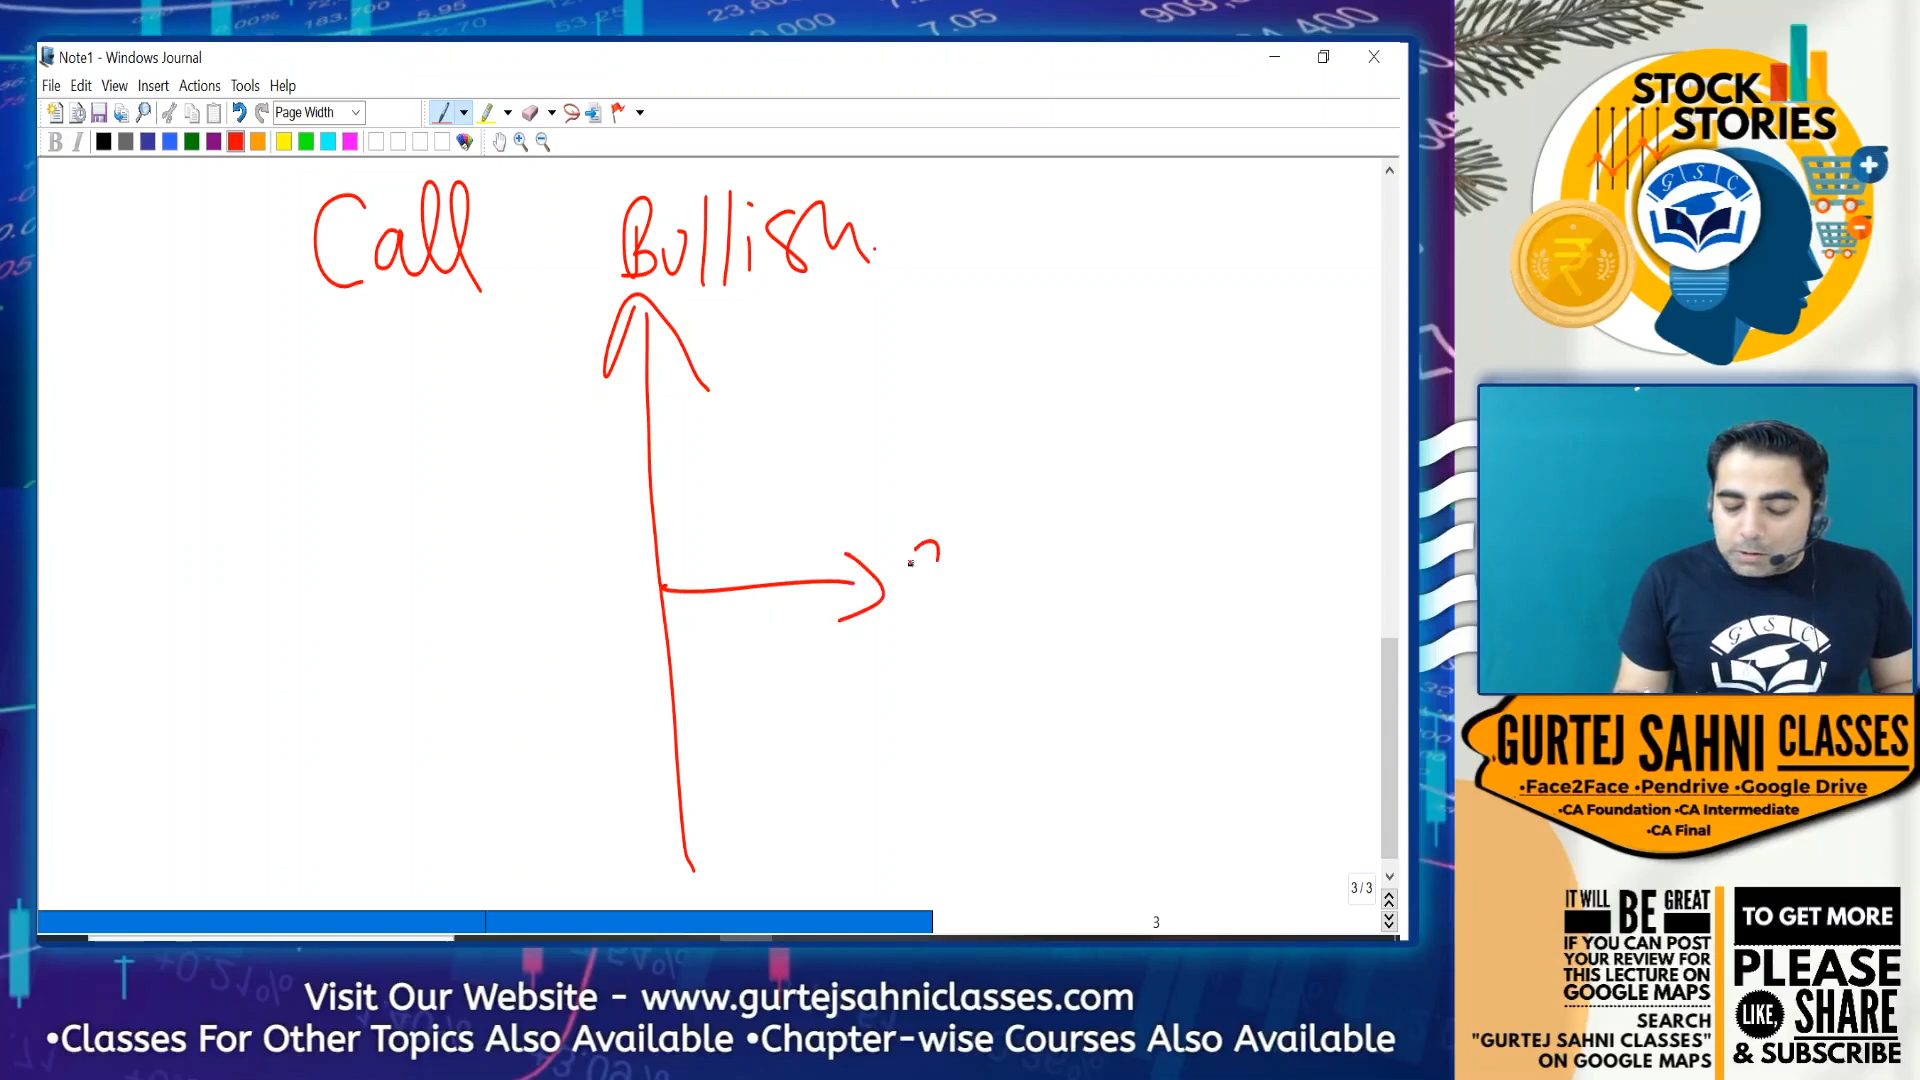 Note1 - Windows Journal
File Edit View Insert Actions Tools Help
Page Width
B I
Call Bullish.
3 / 3
3
STOCK
STORIES
G S C
₹
G S C
GURTEJ SAHNI CLASSES
•Face2Face •Pendrive •Google Drive
•CA Foundation •CA Intermediate
•CA Final
IT WILL BE GREAT
IF YOU CAN POST
YOUR REVIEW FOR
THIS LECTURE ON
GOOGLE MAPS
SEARCH
"GURTEJ SAHNI CLASSES"
ON GOOGLE MAPS
TO GET MORE
PLEASE
LIKE, SHARE
& SUBSCRIBE
Visit Our Website - www.gurtejsahniclasses.com
•Classes For Other Topics Also Available •Chapter-wise Courses Also Available